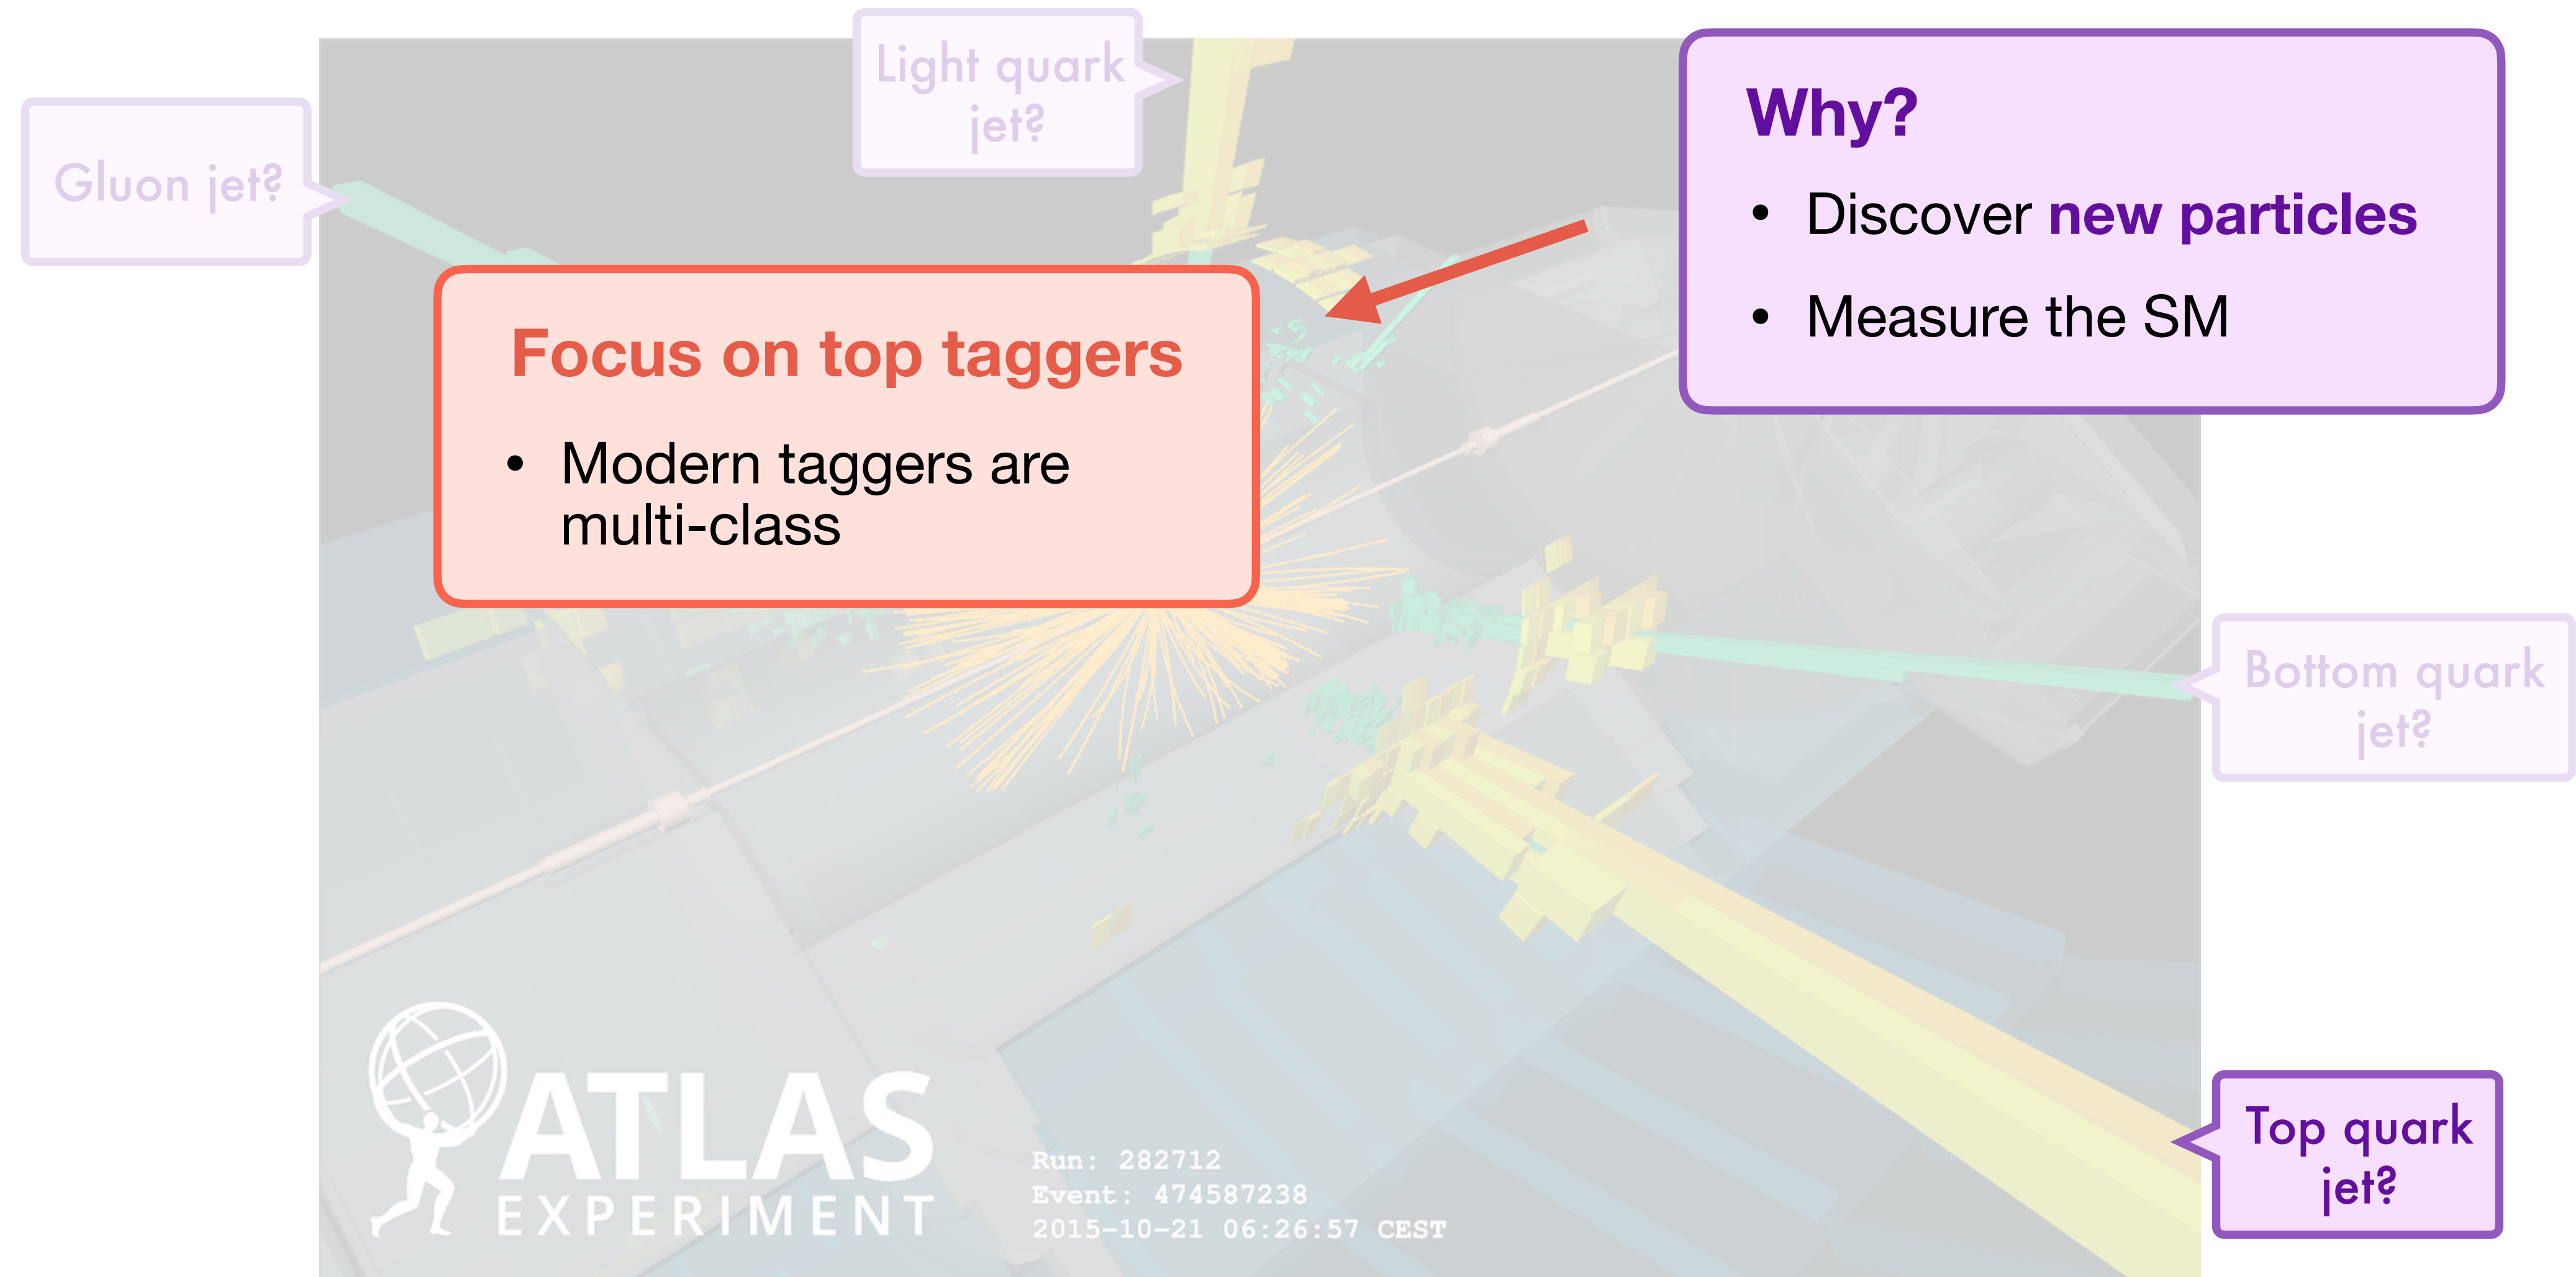 Light quark
jet?
Gluon jet?
Why?
• Discover new particles
• Measure the SM
Focus on top taggers
• Modern taggers are
multi-class
Bottom quark
jet?
Top quark
jet?
ATLAS
EXPERIMENT
Run: 282712
Event: 474587238
2015-10-21 06:26:57 CEST